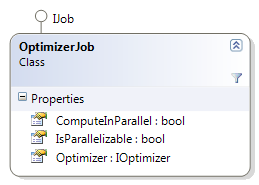 IJob
OptimizerJob
Class
Properties
ComputeInParallel : bool
IsParallelizable : bool
Optimizer : IOptimizer